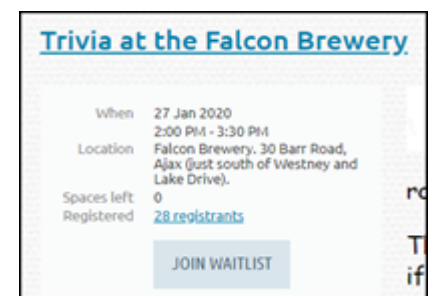 Trivia at the Falcon Brewery
When 27 Jan 2020
2:00 PM - 3:30 PM
Location Falcon Brewery. 30 Barr Road,
Ajax (just south of Westney and
Lake Drive).
Spaces left 0
Registered 28 registrants
JOIN WAITLIST
if